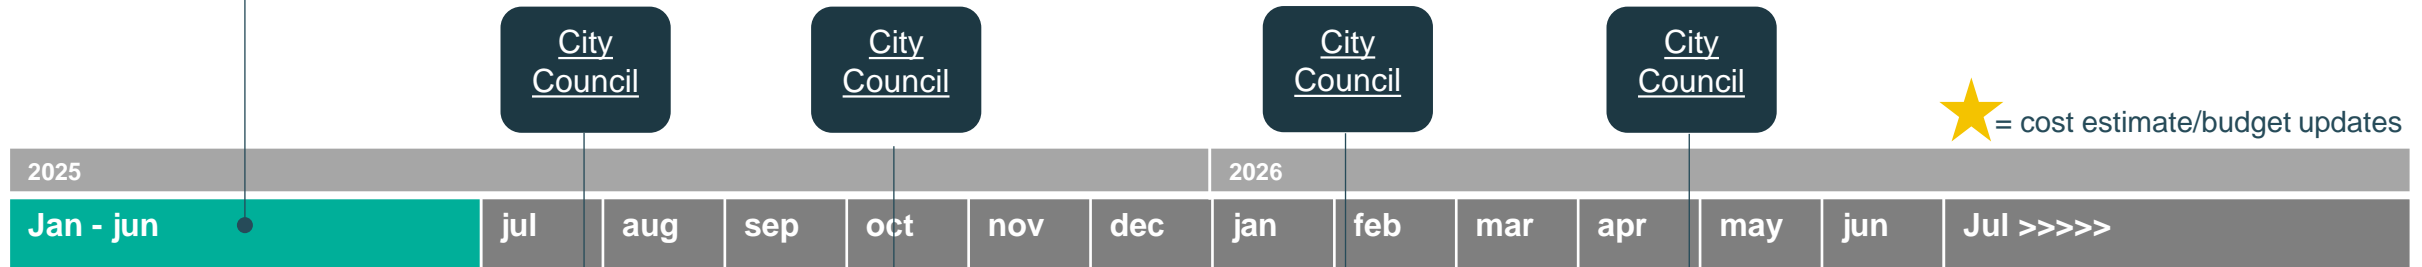 City
Council
City
Council
City
Council
City
Council
= cost estimate/budget updates
2025
2026
Jan - jun
jul
aug
sep
oct
nov
dec
jan
feb
mar
apr
may
jun
Jul >>>>>